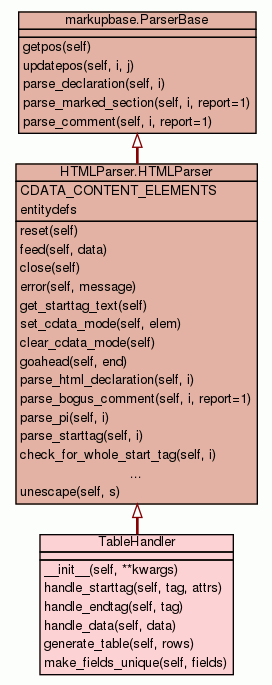 markupbase.ParserBase
getpos(self)
updatepos(self, i, j)
parse_declaration(self, i)
parse_marked_section(self, i, report=1)
parse_comment(self, i, report=1)
HTMLParser.HTMLParser
CDATA_CONTENT_ELEMENTS
entitydefs
reset(self)
feed(self, data)
close(self)
error(self, message)
get_starttag_text(self)
set_cdata_mode(self, elem)
clear_cdata_mode(self)
goahead(self, end)
parse_html_declaration(self, i)
parse_bogus_comment(self, i, report=1)
parse_pi(self, i)
parse_starttag(self, i)
check_for_whole_start_tag(self, i)
...
unescape(self, s)
TableHandler
__init__(self, **kwargs)
handle_starttag(self, tag, attrs)
handle_endtag(self, tag)
handle_data(self, data)
generate_table(self, rows)
make_fields_unique(self, fields)